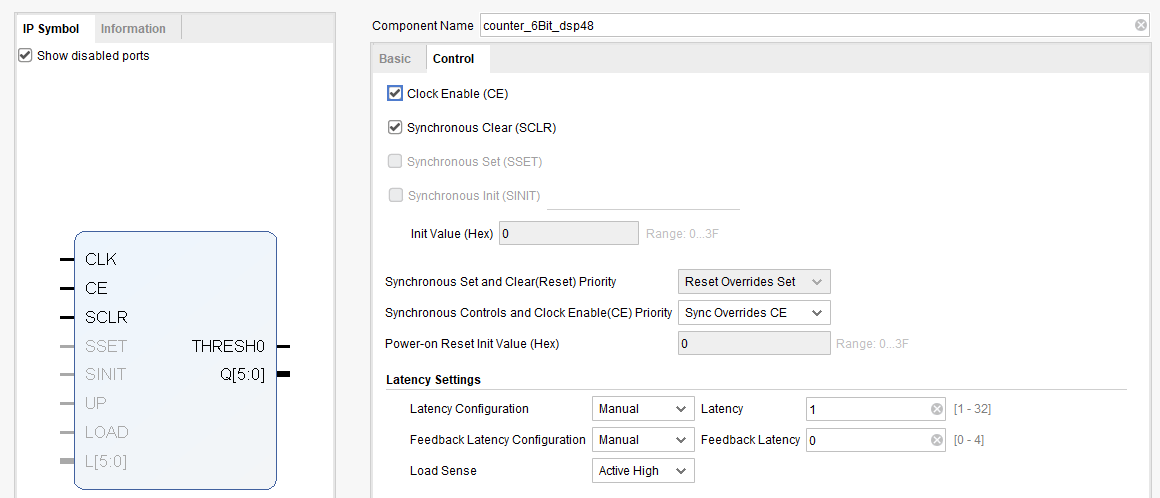 IP Symbol Information
Show disabled ports
CLK
CE
SCLR
SSET THRESH0
SINIT Q[5:0]
UP
LOAD
L[5:0]
Component Name counter_6Bit_dsp48
Basic Control
Clock Enable (CE)
Synchronous Clear (SCLR)
Synchronous Set (SSET)
Synchronous Init (SINIT)
Init Value (Hex) 0 Range: 0...3F
Synchronous Set and Clear(Reset) Priority Reset Overrides Set
Synchronous Controls and Clock Enable(CE) Priority Sync Overrides CE
Power-on Reset Init Value (Hex) 0 Range: 0...3F
Latency Settings
Latency Configuration Manual Latency 1 [1 - 32]
Feedback Latency Configuration Manual Feedback Latency 0 [0 - 4]
Load Sense Active High